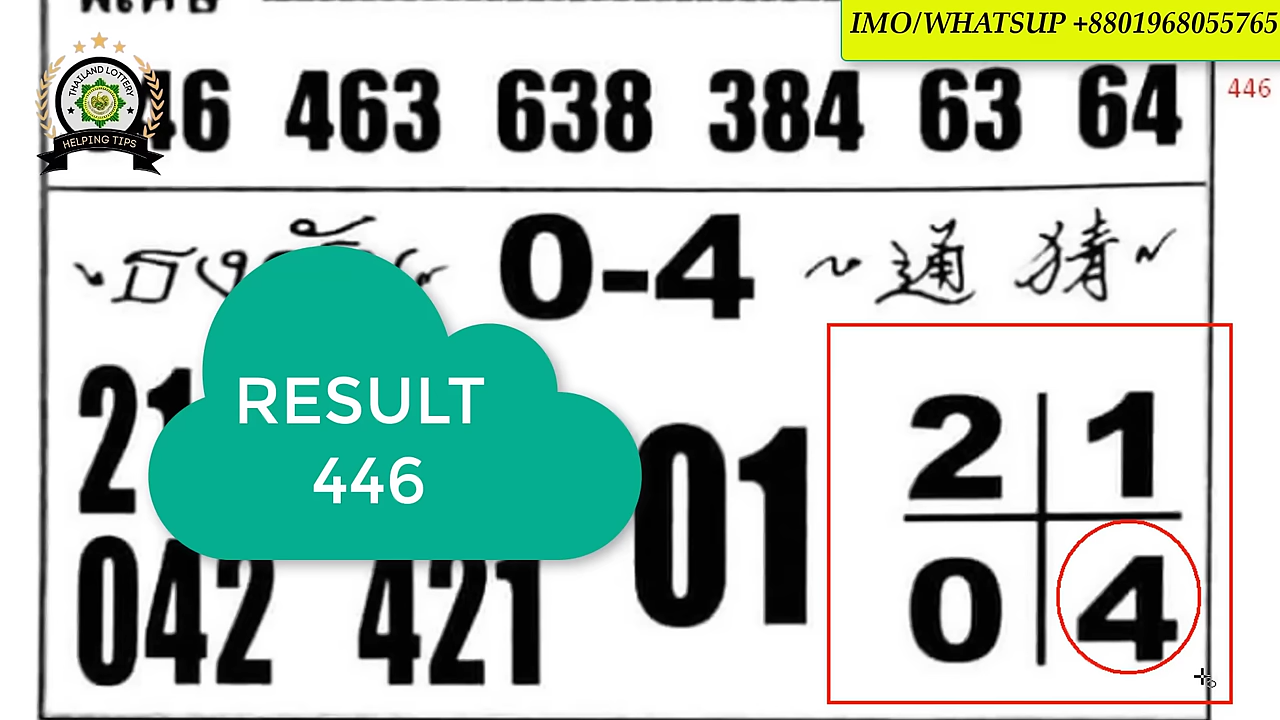 IMO/WHATSUP +8801968055765
THAILAND LOTTERY
HELPING TIPS
46 463 638 384 63 64
446
0-4
~通 猜~
RESULT
446
21
01
2 1
0 4
042 421